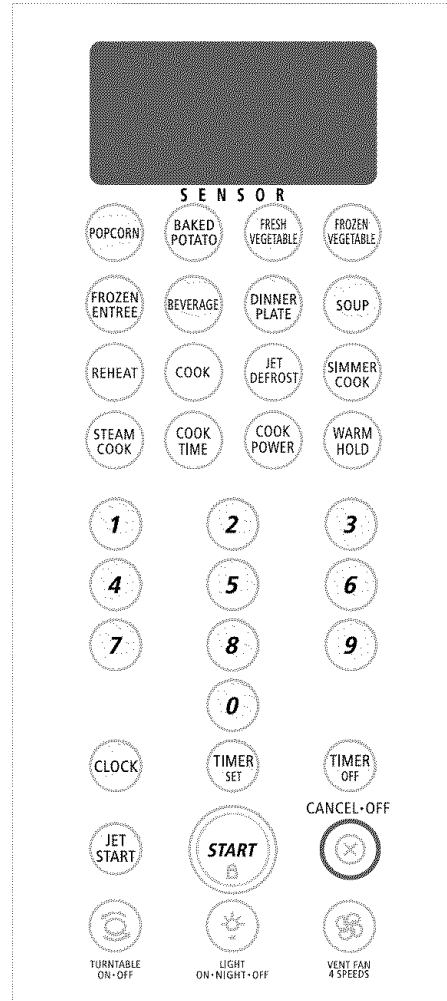 SENSOR
POPCORN
BAKED
POTATO
FRESH
VEGETABLE
FROZEN
VEGETABLE
FROZEN
ENTREE
BEVERAGE
DINNER
PLATE
SOUP
REHEAT
COOK
JET
DEFROST
SIMMER
COOK
STEAM
COOK
COOK
TIME
COOK
POWER
WARM
HOLD
1
2
3
4
5
6
7
8
9
0
CLOCK
TIMER
SET
TIMER
OFF
CANCEL•OFF
JET
START
START
TURNTABLE
ON•OFF
LIGHT
ON•NIGHT•OFF
VENT FAN
4 SPEEDS